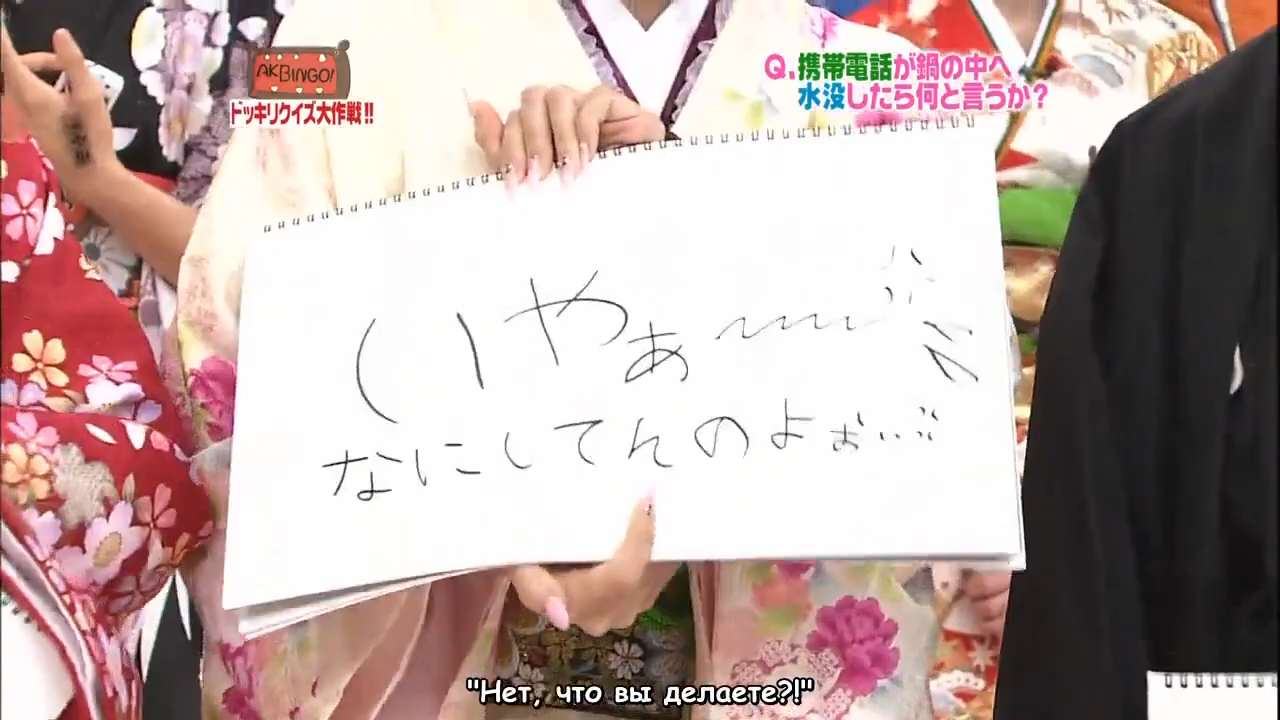 AKBINGO!
ドッキリクイズ大作戦!!
Q.携帯電話が鍋の中へ
水没したら何と言うか?
いやぁ〜〜〜
なにしてんのよぉ…
"Нет, что вы делаете?!"